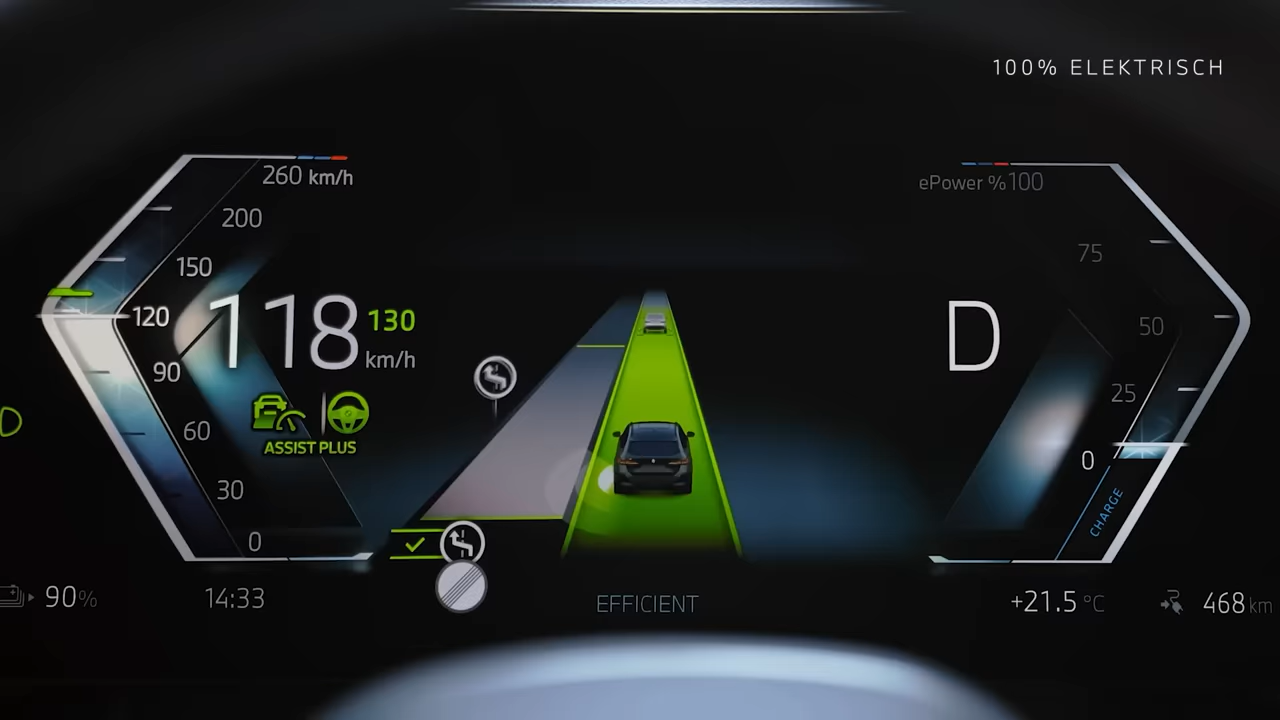 100% ELEKTRISCH
260 km/h
200
150
120
90
60
30
0
118 130
km/h
ASSIST PLUS
ePower %100
75
50
25
0
CHARGE
D
90%
14:33
EFFICIENT
+21.5 °C
468 km